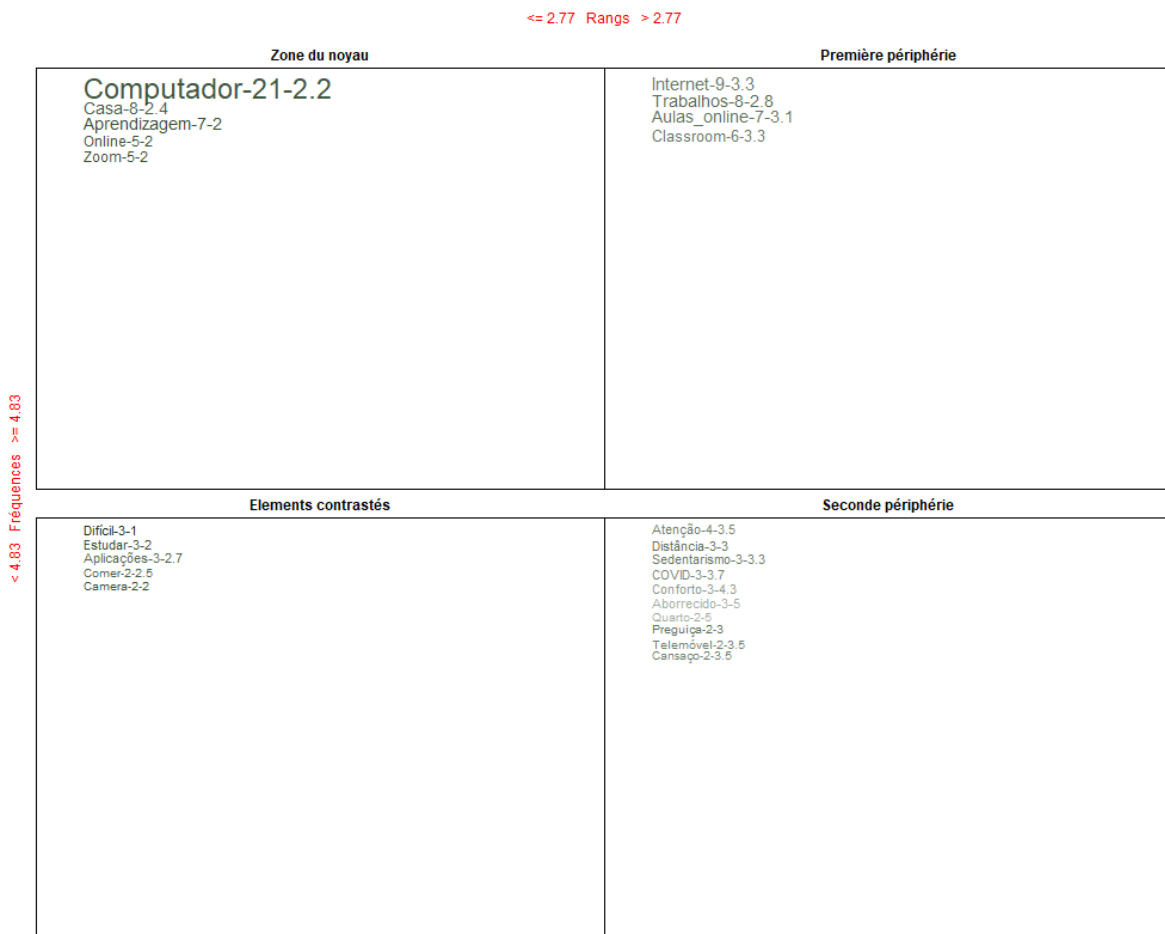 <= 2.77 Rangs > 2.77
Zone du noyau
Computador-21-2.2
Casa-8-2.4
Aprendizagem-7-2
Online-5-2
Zoom-5-2
Première périphérie
Internet-9-3.3
Trabalhos-8-2.8
Aulas_online-7-3.1
Classroom-6-3.3
< 4.83 Fréquences >= 4.83
Elements contrastés
Difícil-3-1
Estudar-3-2
Aplicações-3-2.7
Comer-2-2.5
Camera-2-2
Seconde périphérie
Atenção-4-3.5
Distância-3-3
Sedentarismo-3-3.3
COVID-3-3.7
Conforto-3-4.3
Aborrecido-3-5
Quarto-2-5
Preguiça-2-3
Telemóvel-2-3.5
Cansaço-2-3.5